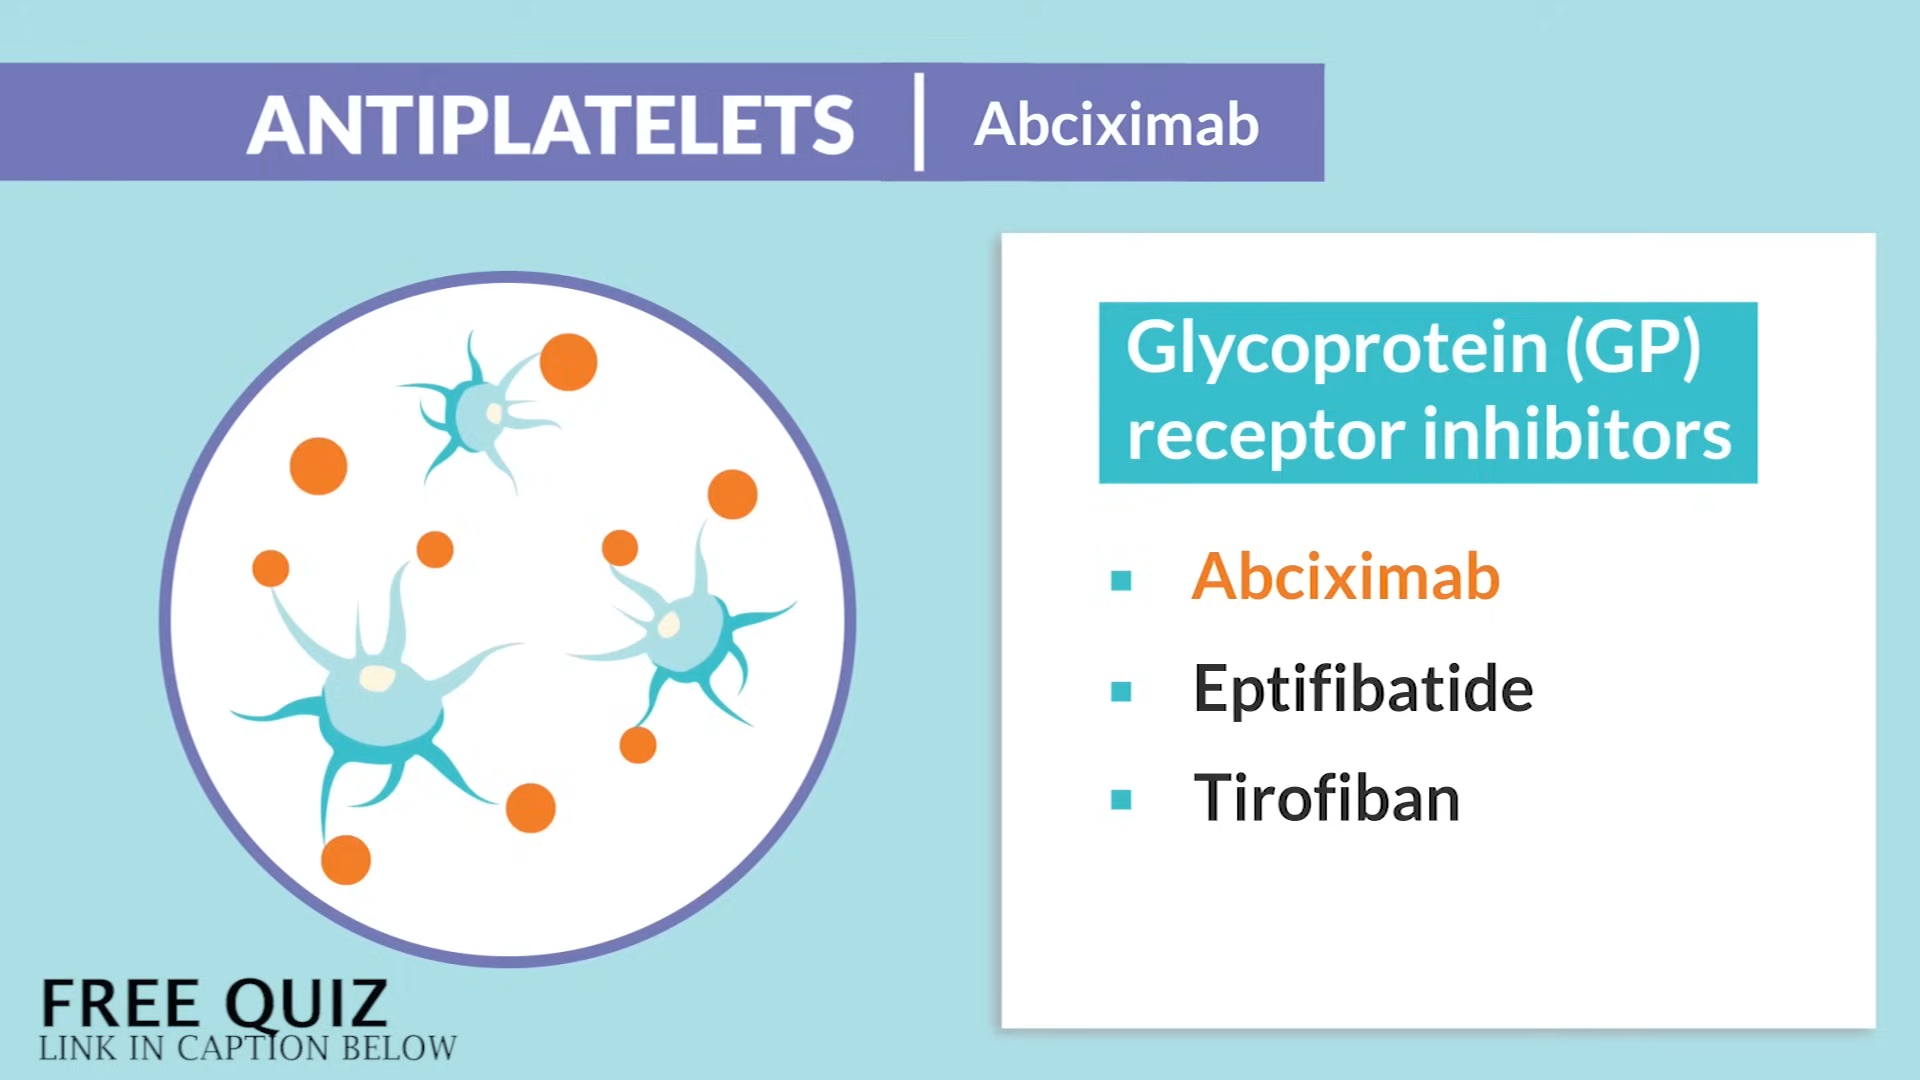 ANTIPLATELETS | Abciximab
Glycoprotein (GP)
receptor inhibitors
▪ Abciximab
▪ Eptifibatide
▪ Tirofiban
FREE QUIZ
LINK IN CAPTION BELOW